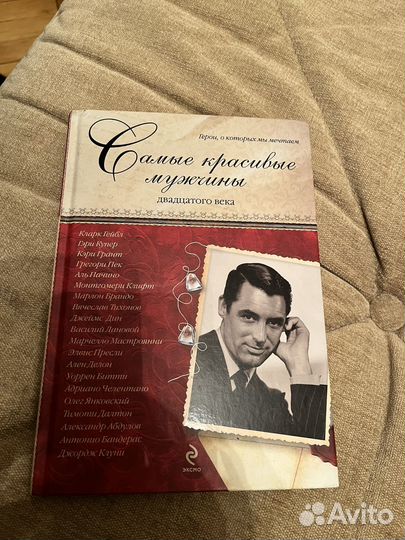 Герои, о которых мы мечтаем
Самые красивые
мужчины
двадцатого века
Кларк Гейбл
Гэри Купер
Кэри Грант
Грегори Пек
Аль Пачино
Монтгомери Клифт
Марлон Брандо
Вячеслав Тихонов
Джеймс Дин
Василий Лановой
Марчелло Мастроянни
Элвис Пресли
Ален Делон
Уоррен Битти
Адриано Челентано
Олег Янковский
Тимоти Далтон
Александр Абдулов
Антонио Бандерас
Джордж Клуни
ЭКСМО
Avito